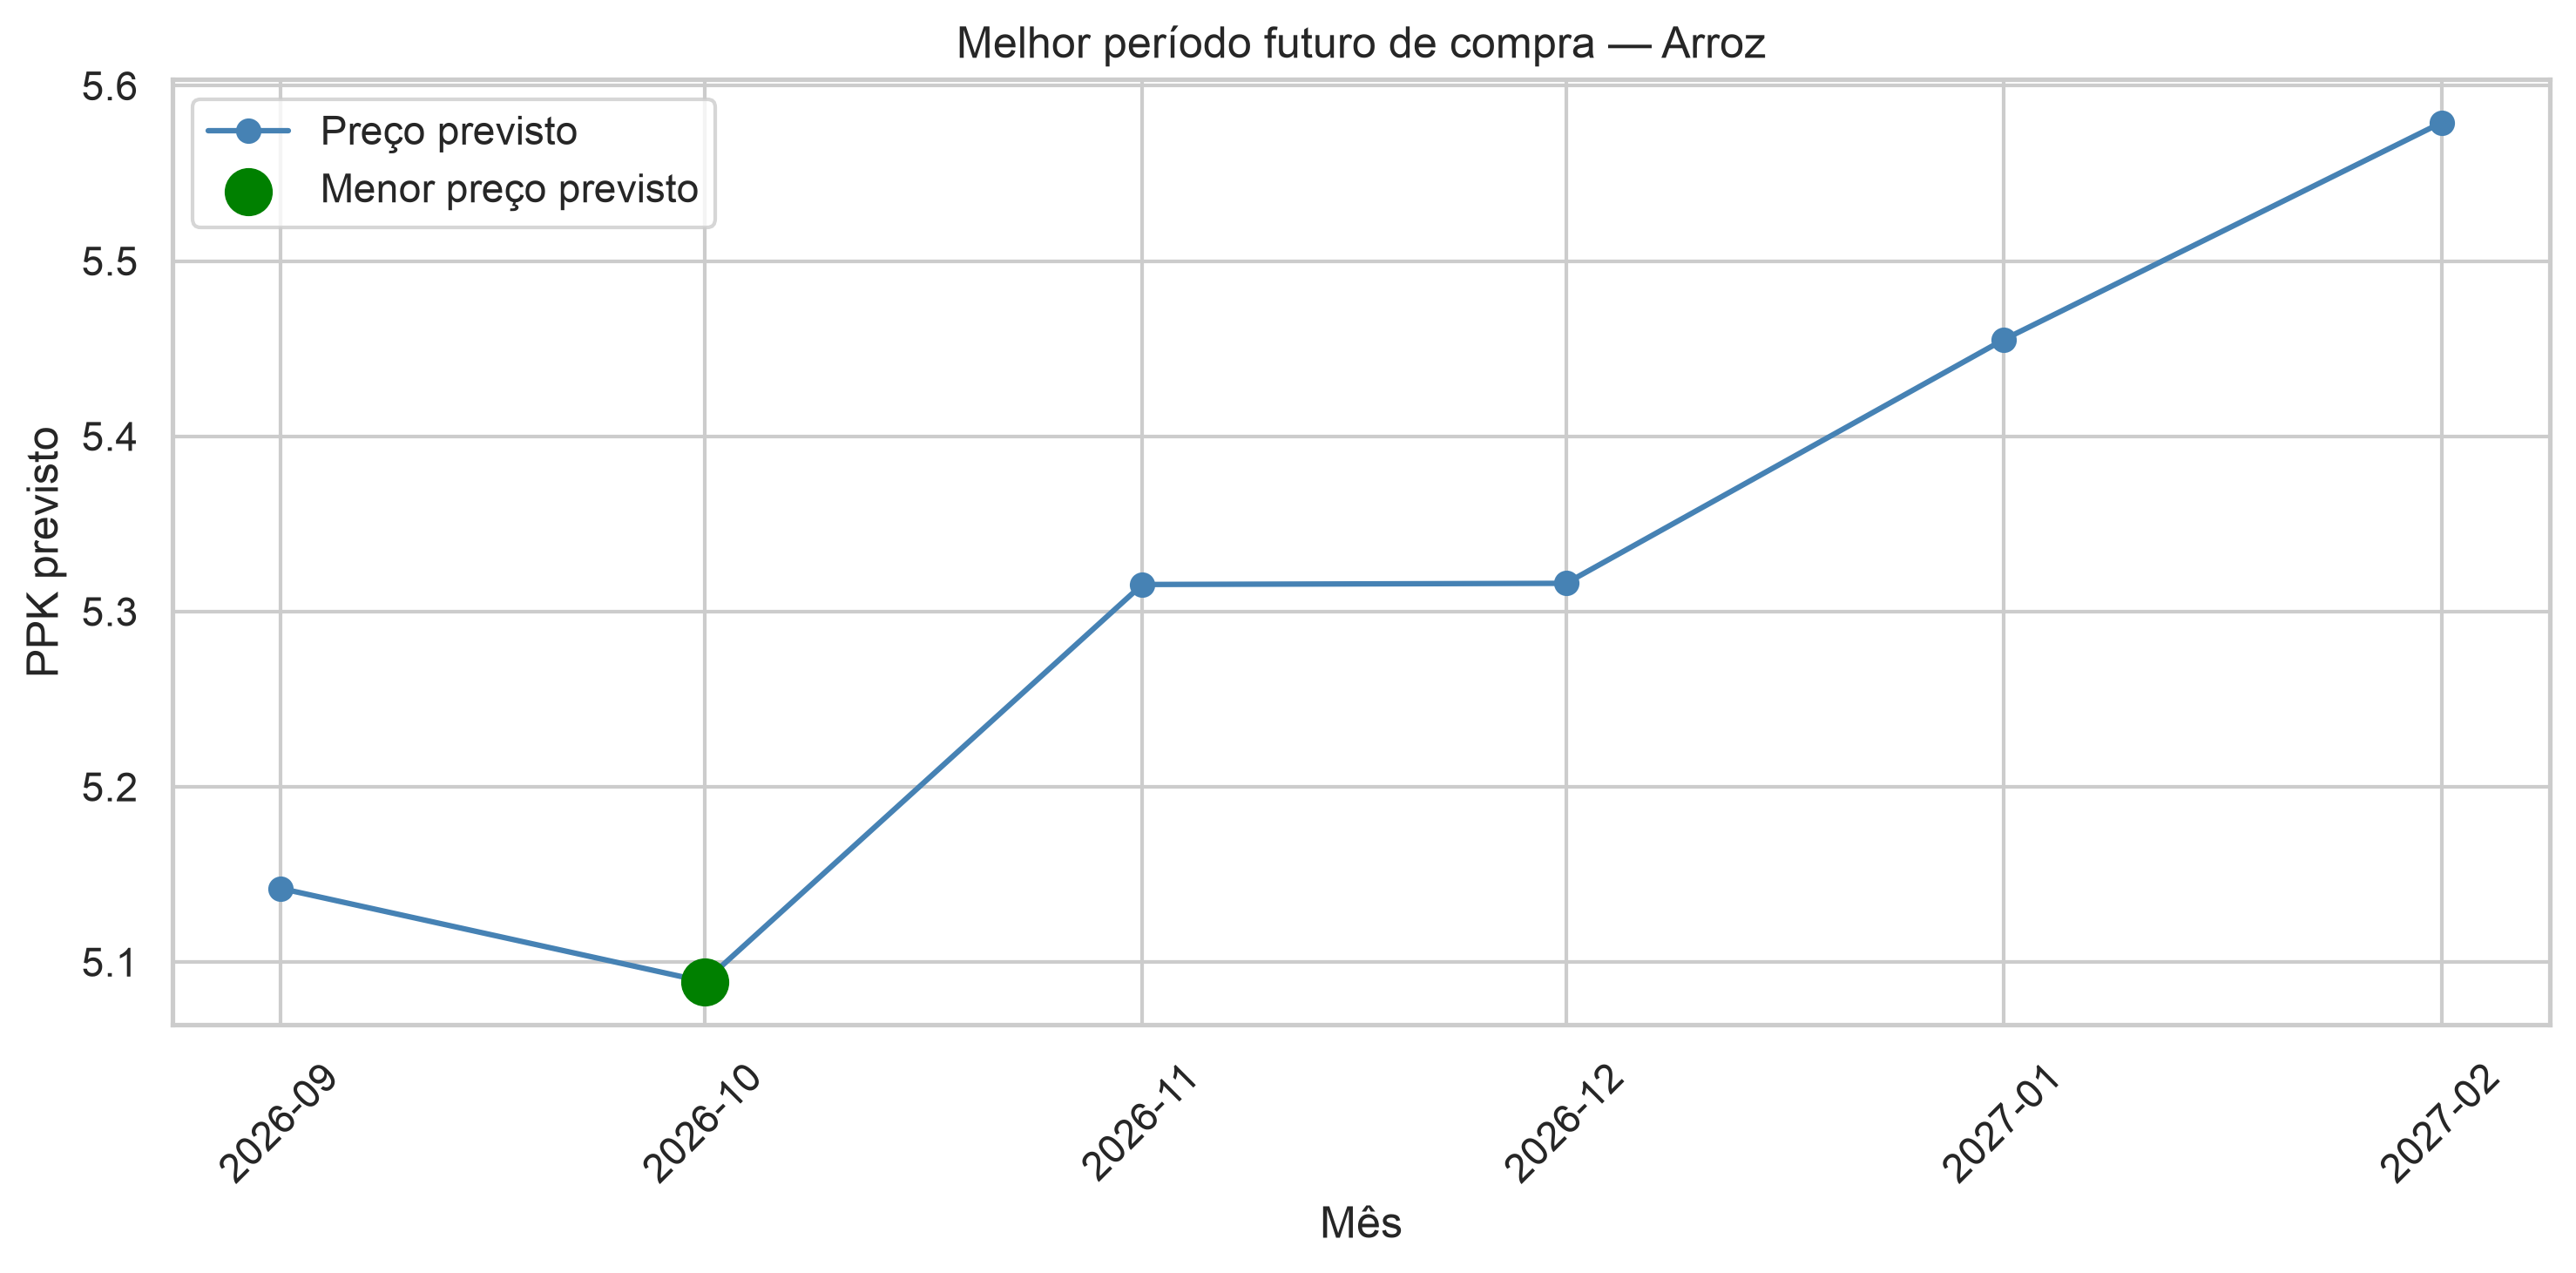 Melhor período futuro de compra — Arroz
Preço previsto
Menor preço previsto
PPK previsto
5.6
5.5
5.4
5.3
5.2
5.1
2026-09
2026-10
2026-11
2026-12
2027-01
2027-02
Mês